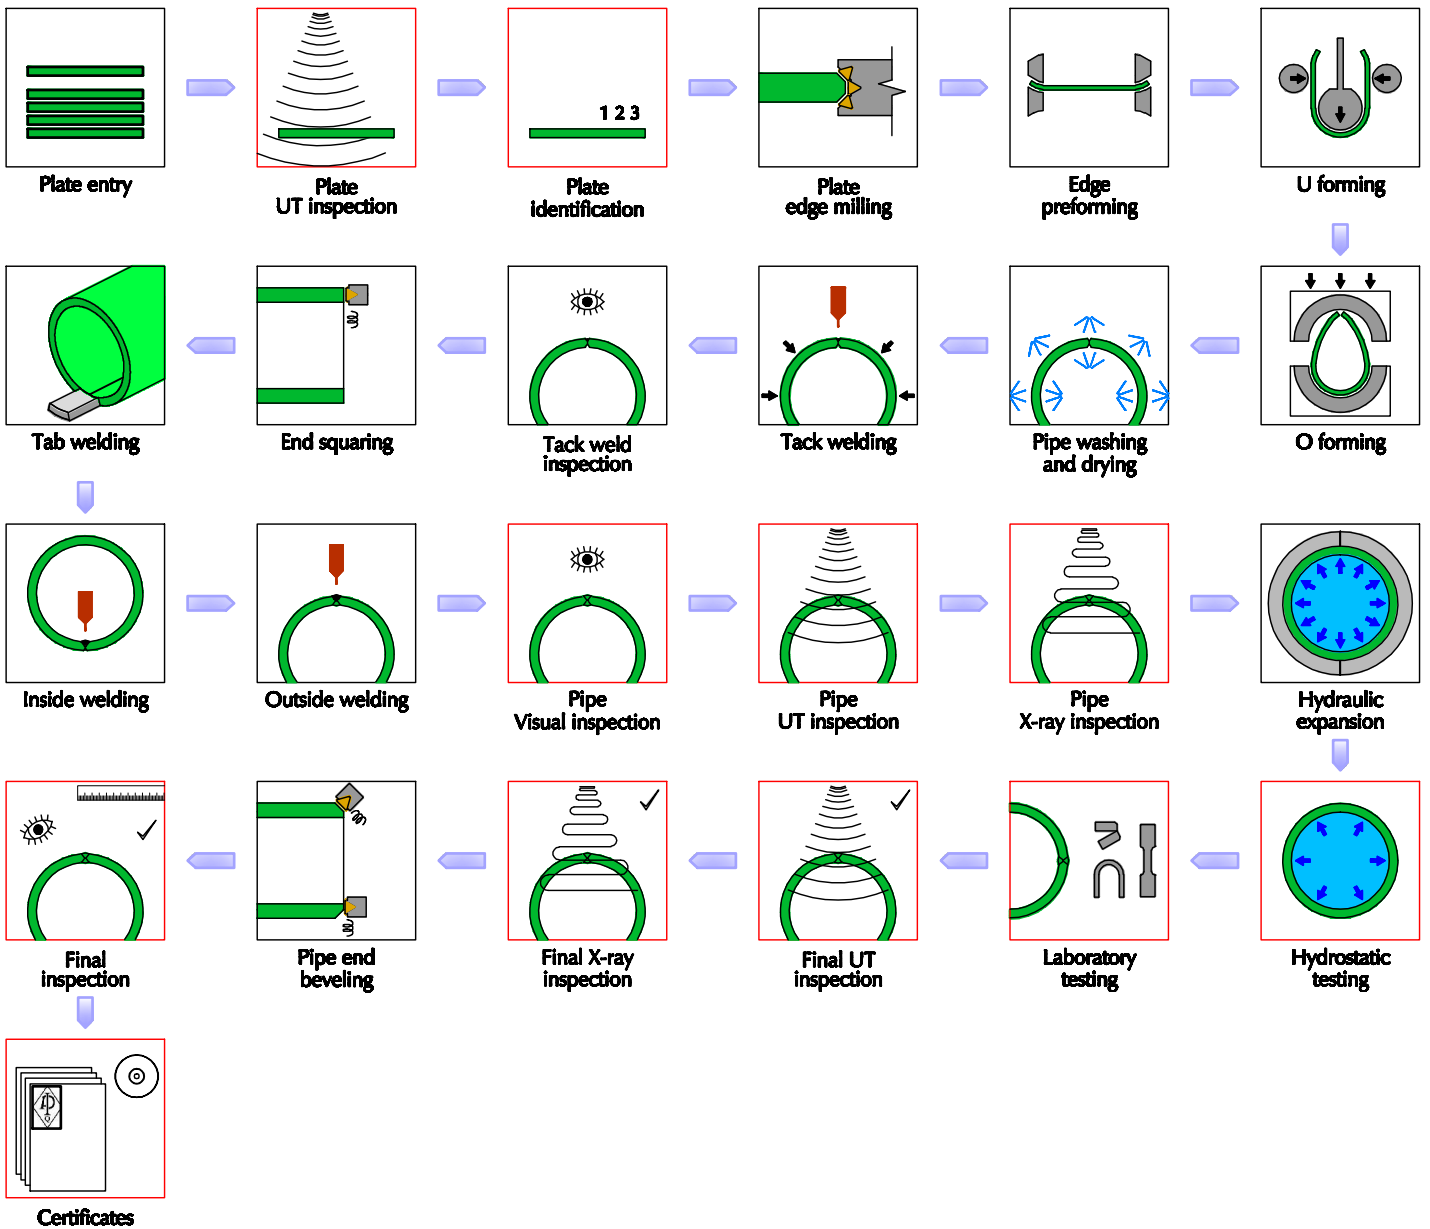 1 2 3
Plate entry
Plate
UT inspection
Plate
identification
Plate
edge milling
Edge
preforming
U forming
O forming
Pipe washing
and drying
Tack welding
Tack weld
inspection
End squaring
Tab welding
Inside welding
Outside welding
Pipe
Visual inspection
Pipe
UT inspection
Pipe
X-ray inspection
Hydraulic
expansion
Hydrostatic
testing
Laboratory
testing
Final UT
inspection
Final X-ray
inspection
Pipe end
beveling
Final
inspection
Certificates